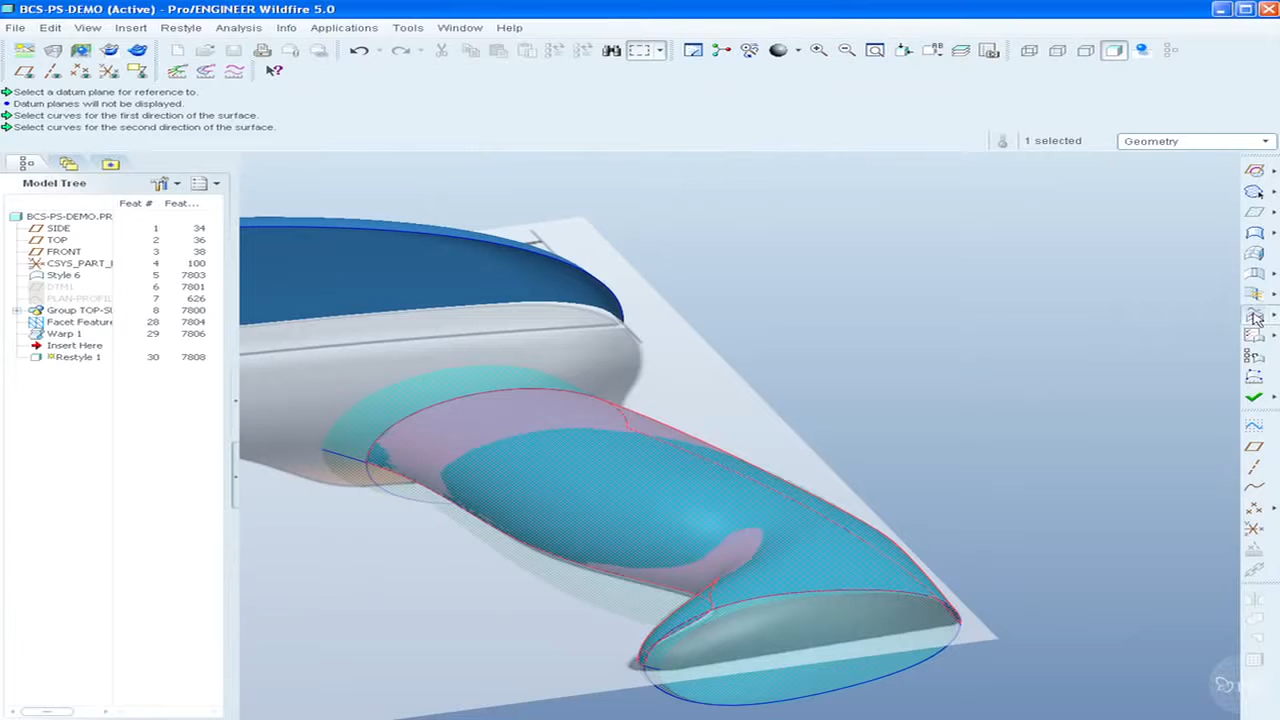 BCS-PS-DEMO (Active) - Pro/ENGINEER Wildfire 5.0
File Edit View Insert Restyle Analysis Info Applications Tools Window Help
Select a datum plane for reference to.
Datum planes will not be displayed.
Select curves for the first direction of the surface.
Select curves for the second direction of the surface.
1 selected Geometry
Model Tree
Feat # Feat...
BCS-PS-DEMO.PR
SIDE 1 34
TOP 2 36
FRONT 3 38
CSYS_PART_ 4 100
Style 6 5 7803
DTM1 6 7801
PLAN-PROFIL 7 626
Group TOP-SU 8 7800
Facet Feature 28 7804
Warp 1 29 7806
Insert Here
Restyle 1 30 7808